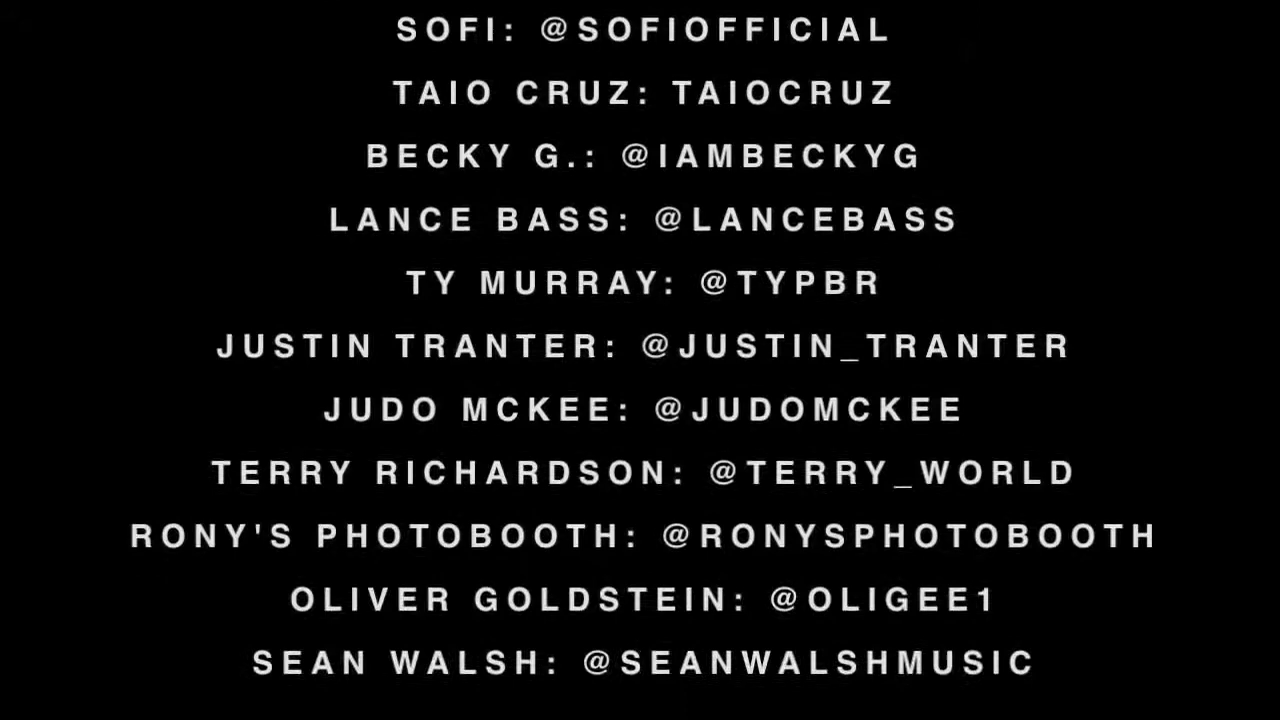 SOFI: @SOFIOFFICIAL
TAIO CRUZ: TAIOCRUZ
BECKY G.: @IAMBECKYG
LANCE BASS: @LANCEBASS
TY MURRAY: @TYPBR
JUSTIN TRANTER: @JUSTIN_TRANTER
JUDO MCKEE: @JUDOMCKEE
TERRY RICHARDSON: @TERRY_WORLD
RONY'S PHOTOBOOTH: @RONYSPHOTOBOOTH
OLIVER GOLDSTEIN: @OLIGEE1
SEAN WALSH: @SEANWALSHMUSIC